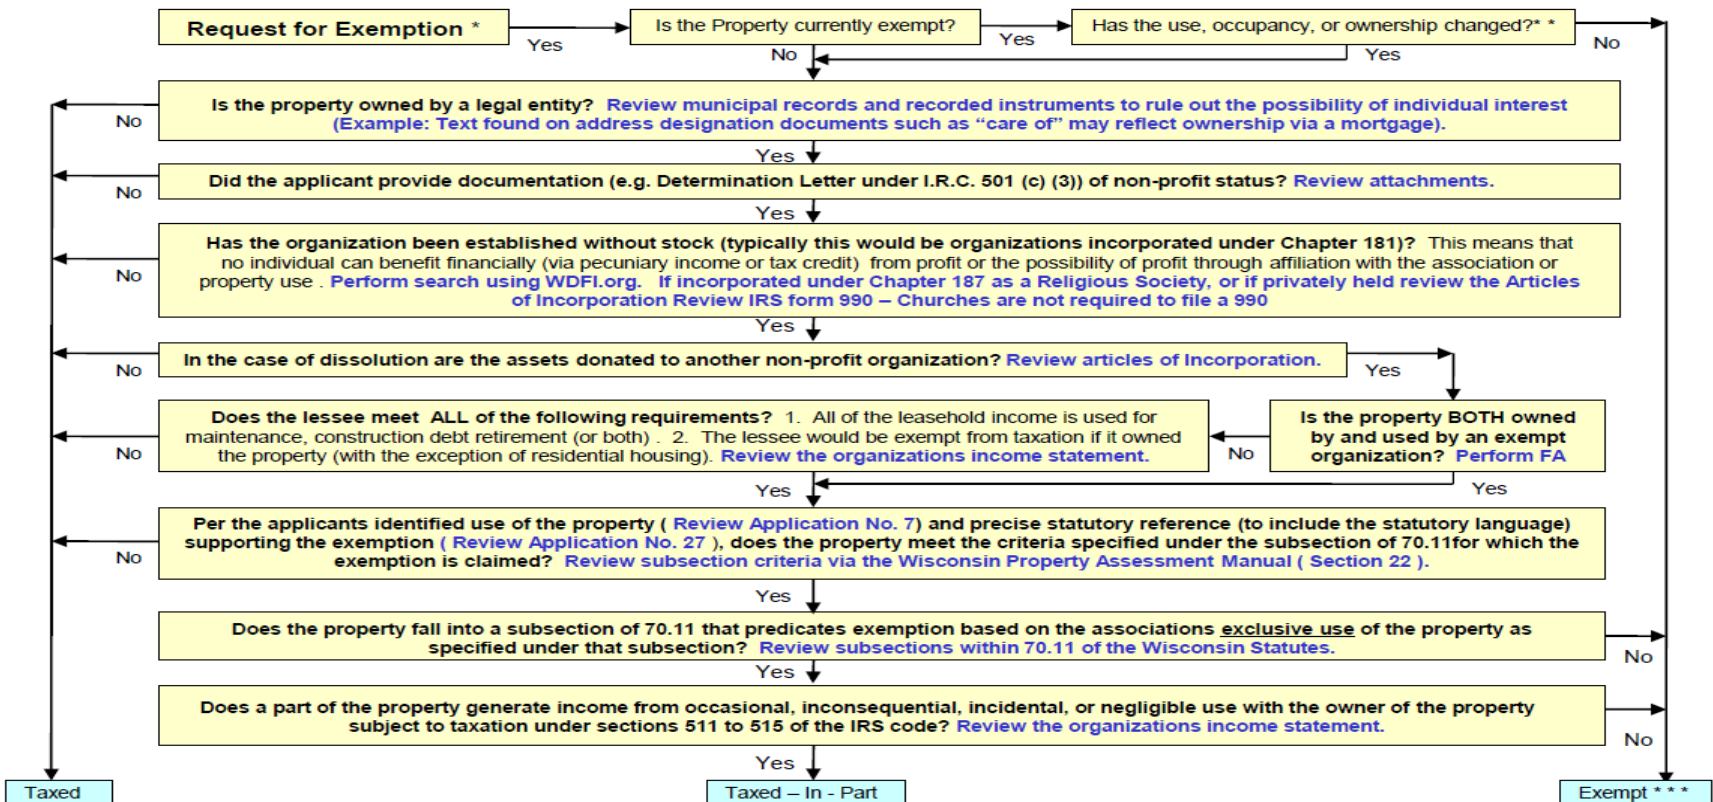 Request for Exemption *
Yes
Is the Property currently exempt?
Yes
Has the use, occupancy, or ownership changed?* *
No
No
Yes
Is the property owned by a legal entity? Review municipal records and recorded instruments to rule out the possibility of individual interest
(Example: Text found on address designation documents such as “care of” may reflect ownership via a mortgage).
No
Yes
Did the applicant provide documentation (e.g. Determination Letter under I.R.C. 501 (c) (3)) of non-profit status? Review attachments.
No
Yes
Has the organization been established without stock (typically this would be organizations incorporated under Chapter 181)? This means that
no individual can benefit financially (via pecuniary income or tax credit) from profit or the possibility of profit through affiliation with the association or
property use . Perform search using WDFI.org. If incorporated under Chapter 187 as a Religious Society, or if privately held review the Articles
of Incorporation Review IRS form 990 – Churches are not required to file a 990
No
Yes
In the case of dissolution are the assets donated to another non-profit organization? Review articles of Incorporation.
No
Yes
Does the lessee meet ALL of the following requirements? 1. All of the leasehold income is used for
maintenance, construction debt retirement (or both) . 2. The lessee would be exempt from taxation if it owned
the property (with the exception of residential housing). Review the organizations income statement.
No
Is the property BOTH owned
by and used by an exempt
organization? Perform FA
No
Yes
Yes
Per the applicants identified use of the property ( Review Application No. 7) and precise statutory reference (to include the statutory language)
supporting the exemption ( Review Application No. 27 ), does the property meet the criteria specified under the subsection of 70.11for which the
exemption is claimed? Review subsection criteria via the Wisconsin Property Assessment Manual ( Section 22 ).
No
Yes
Does the property fall into a subsection of 70.11 that predicates exemption based on the associations exclusive use of the property as
specified under that subsection? Review subsections within 70.11 of the Wisconsin Statutes.
No
Yes
Does a part of the property generate income from occasional, inconsequential, incidental, or negligible use with the owner of the property
subject to taxation under sections 511 to 515 of the IRS code? Review the organizations income statement.
No
Yes
Taxed
Taxed – In - Part
Exempt * * *